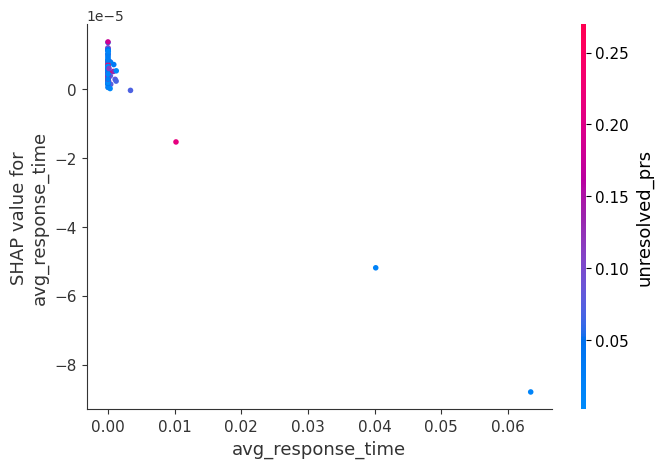 1e−5
0
−2
−4
−6
−8
SHAP value for
avg_response_time
0.00 0.01 0.02 0.03 0.04 0.05 0.06
avg_response_time
0.25
0.20
0.15
0.10
0.05
unresolved_prs